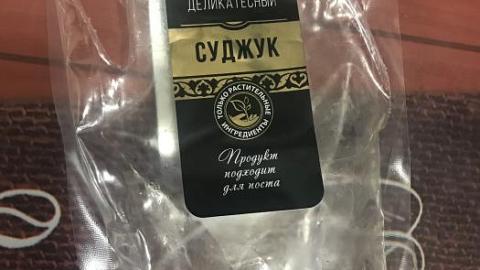 ДЕЛИКАТЕСНЫЙ
СУДЖУК
ТОЛЬКО РАСТИТЕЛЬНЫЕ
ИНГРЕДИЕНТЫ
Продукт
подходит
для поста